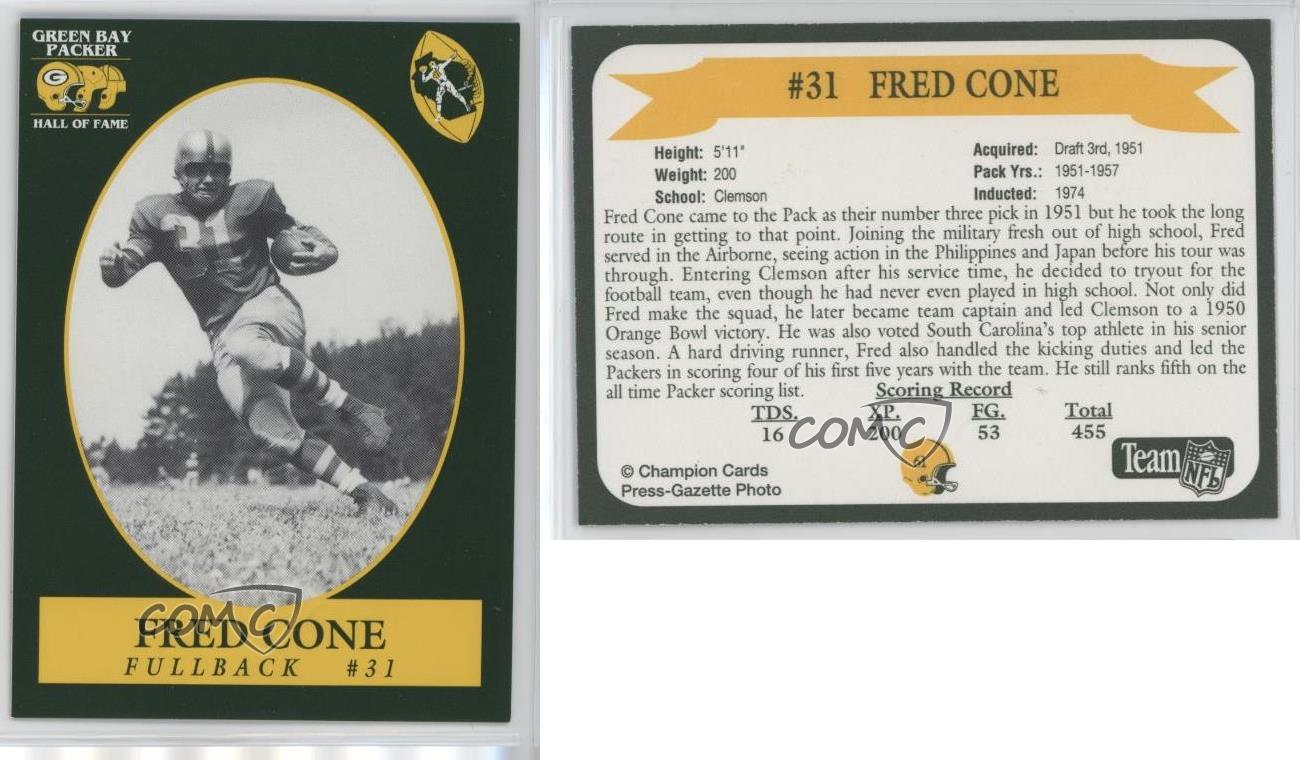 GREEN BAY
PACKER
G
HALL OF FAME
31
COMC
FRED CONE
FULLBACK #31
#31 FRED CONE
Height: 5'11"
Weight: 200
School: Clemson
Acquired: Draft 3rd, 1951
Pack Yrs.: 1951-1957
Inducted: 1974
Fred Cone came to the Pack as their number three pick in 1951 but he took the long
route in getting to that point. Joining the military fresh out of high school, Fred
served in the Airborne, seeing action in the Philippines and Japan before his tour was
through. Entering Clemson after his service time, he decided to tryout for the
football team, even though he had never even played in high school. Not only did
Fred make the squad, he later became team captain and led Clemson to a 1950
Orange Bowl victory. He was also voted South Carolina's top athlete in his senior
season. A hard driving runner, Fred also handled the kicking duties and led the
Packers in scoring four of his first five years with the team. He still ranks fifth on the
all time Packer scoring list.
Scoring Record
TDS. XP. FG. Total
16 200 53 455
COMC
© Champion Cards
Press-Gazette Photo
Team NFL